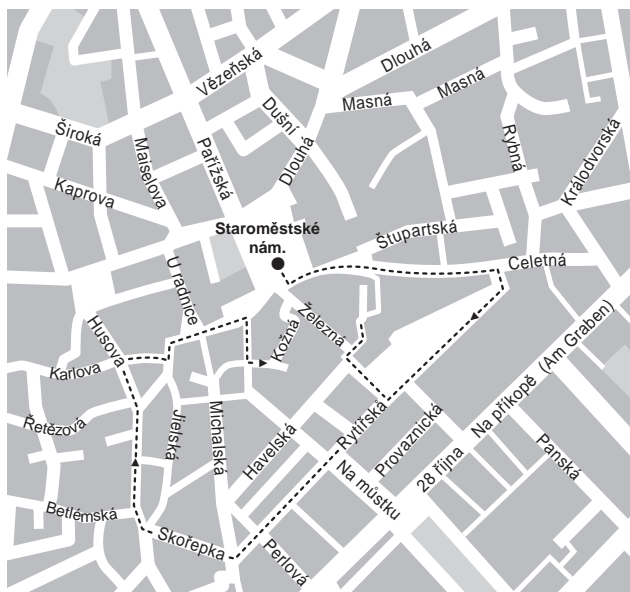 Vězeňská
Dlouhá
Masná
Masná
Dušní
Široká
Maiselova
Pařížská
Dlouhá
Rybná
Králodvorská
Kaprova
Staroměstské
nám.
Štupartská
Celetná
U radnice
Železná
Kožná
Husova
Karlova
Na příkopě (Am Graben)
Řetězová
Jielská
Michalská
Havelská
Rytířská
Provaznická
28 října
Panská
Na můstku
Betlémská
Skořepka
Perlová